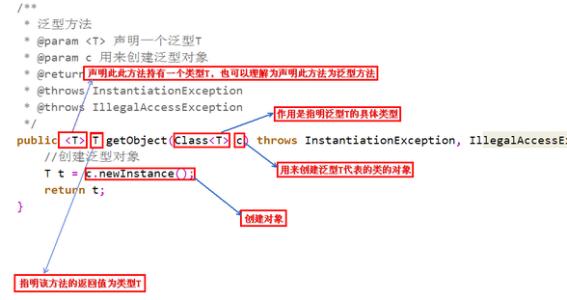 /**
* 泛型方法
* @param <T> 声明一个泛型T
* @param c 用来创建泛型对象
* @return 声明此此方法持有一个类型T，也可以理解为声明此方法为泛型方法
* @throws InstantiationException
* @throws IllegalAccessException
*/
作用是指明泛型T的具体类型
public <T> T getObject(Class<T> c) throws InstantiationException, IllegalAccessE
//创建泛型对象
用来创建泛型T代表的类的对象
T t = c.newInstance();
return t;
}
创建对象
指明该方法的返回值为类型T